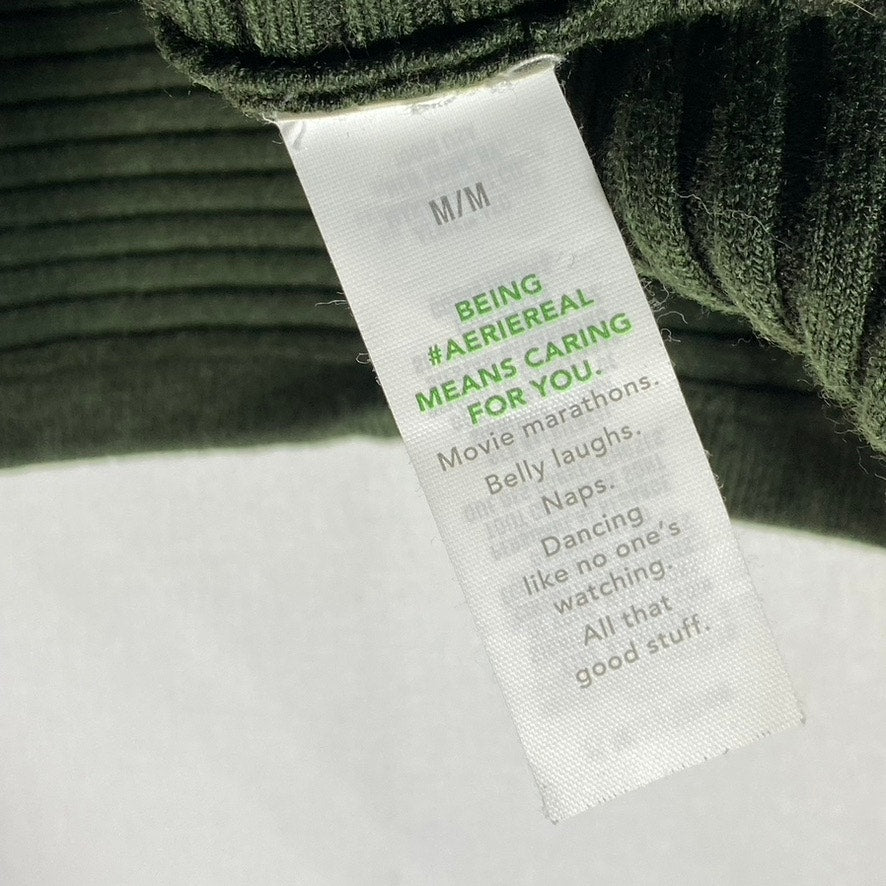 M/M
BEING
#AERIEREAL
MEANS CARING
FOR YOU.
Movie marathons.
Belly laughs.
Naps.
Dancing
like no one's
watching.
All that
good stuff.